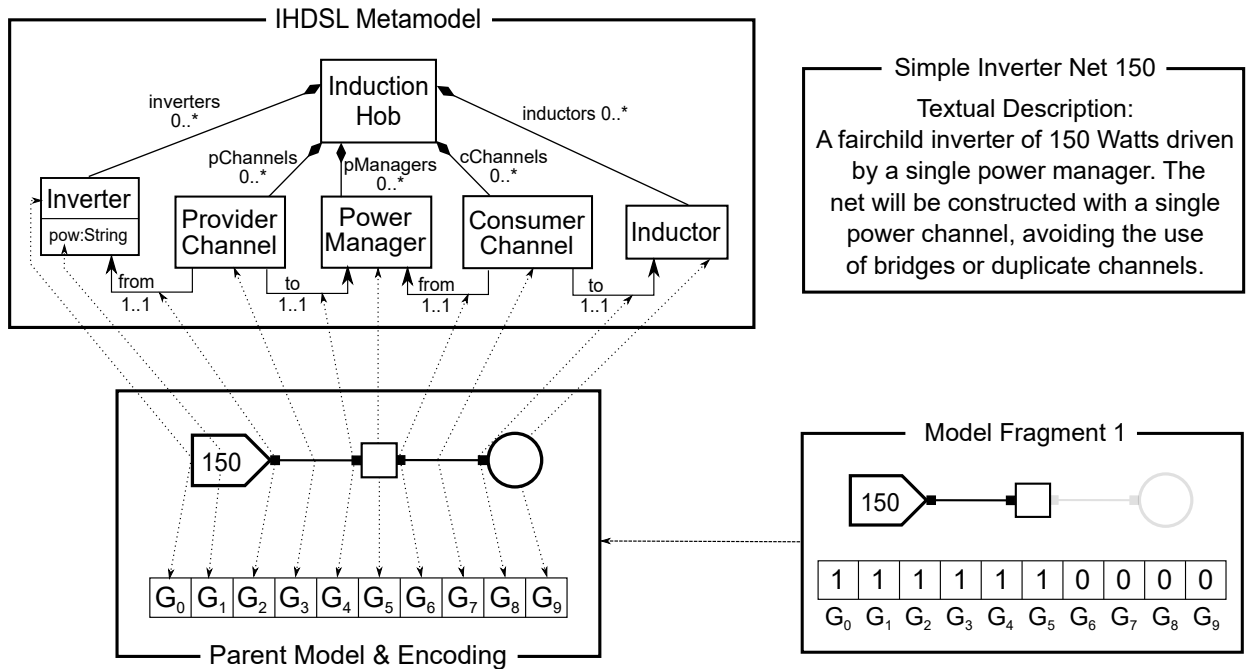 IHDSL Metamodel
Induction
Hob
inverters
0..*
inductors 0..*
pChannels
0..*
pManagers
0..*
cChannels
0..*
Inverter
pow:String
Provider
Channel
Power
Manager
Consumer
Channel
Inductor
from
1..1
to
1..1
from
1..1
to
1..1
Simple Inverter Net 150
Textual Description:
A fairchild inverter of 150 Watts driven
by a single power manager. The
net will be constructed with a single
power channel, avoiding the use
of bridges or duplicate channels.
150
G₀ G₁ G₂ G₃ G₄ G₅ G₆ G₇ G₈ G₉
Parent Model & Encoding
Model Fragment 1
150
1 1 1 1 1 1 0 0 0 0
G₀ G₁ G₂ G₃ G₄ G₅ G₆ G₇ G₈ G₉